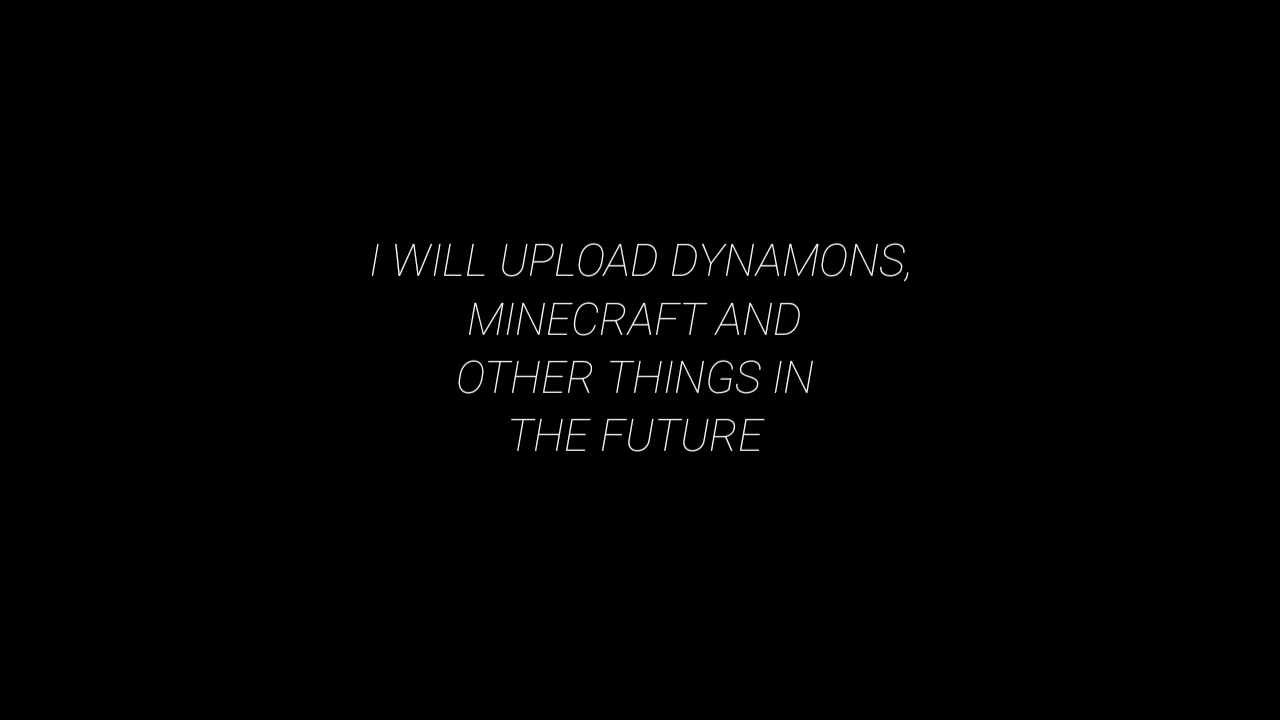 I WILL UPLOAD DYNAMONS,
MINECRAFT AND
OTHER THINGS IN
THE FUTURE